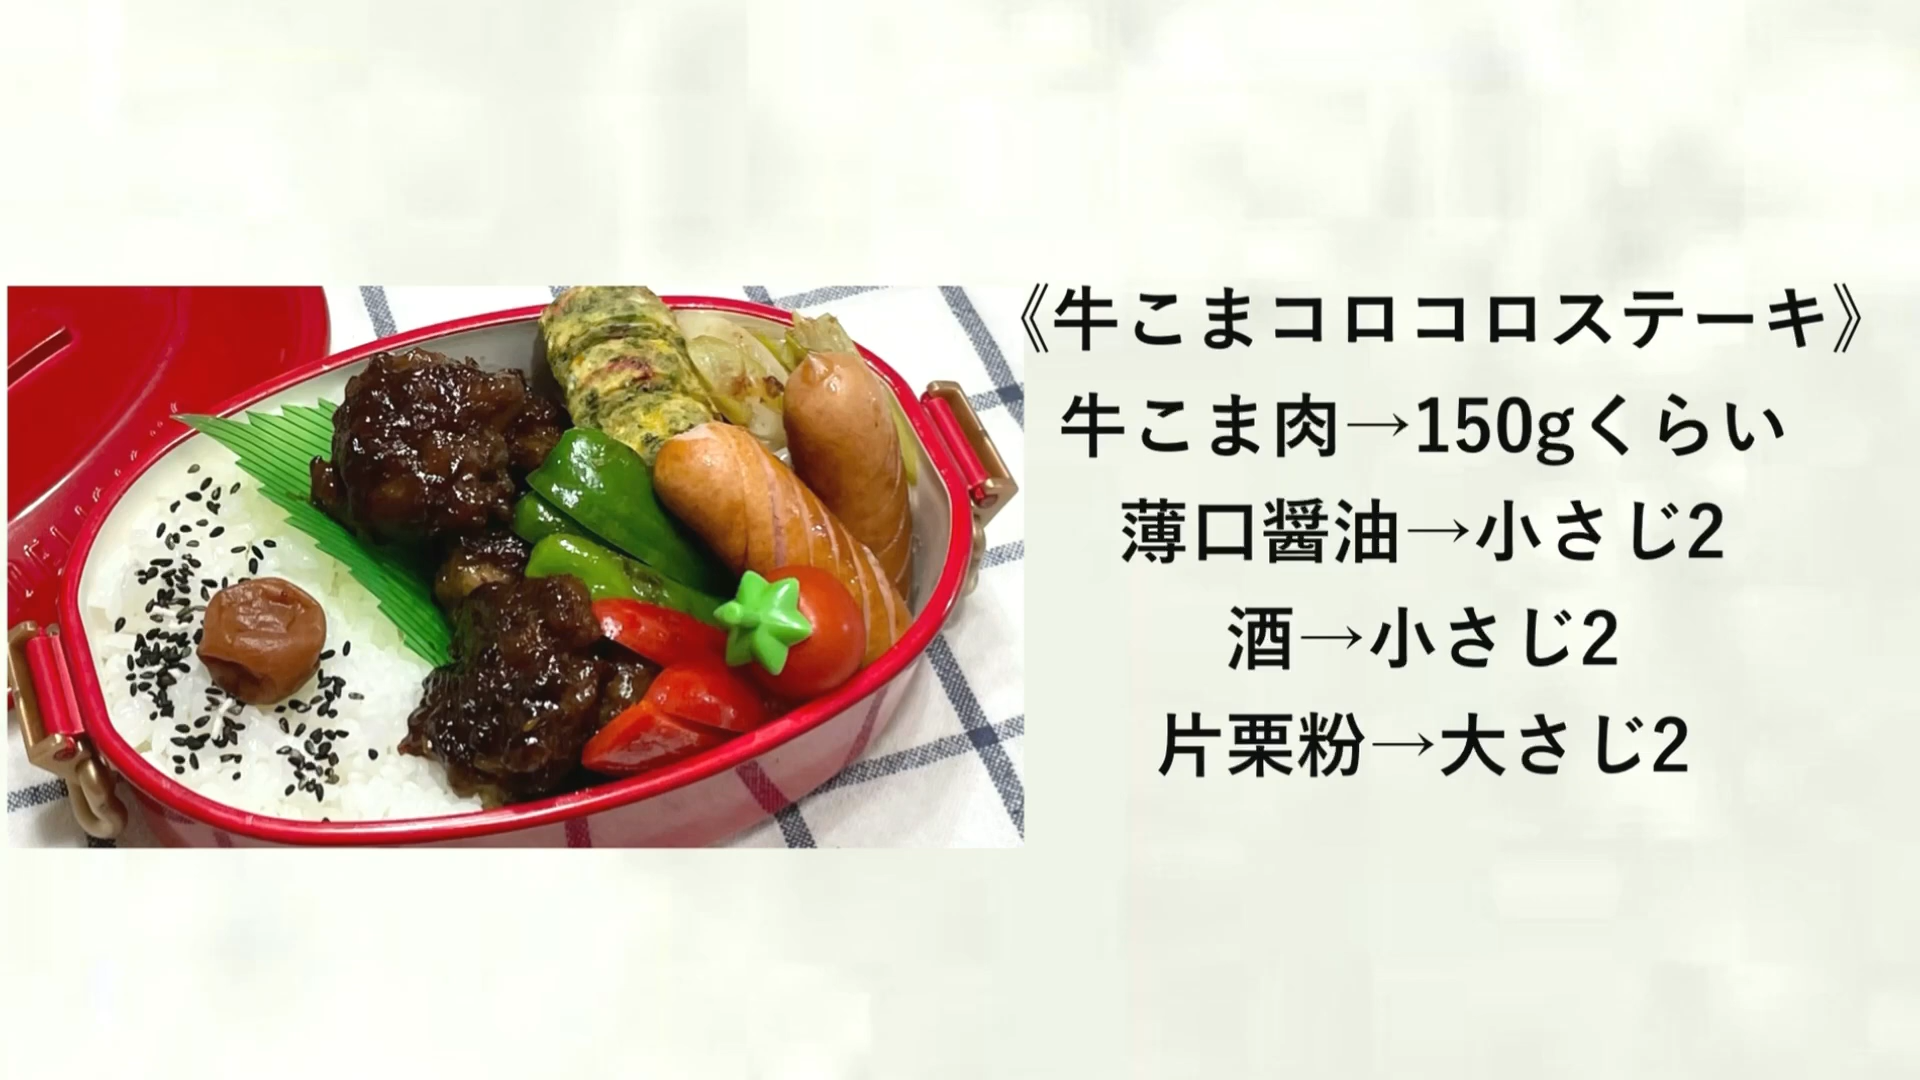 《牛こまコロコロステーキ》
牛こま肉→150gくらい
薄口醤油→小さじ2
酒→小さじ2
片栗粉→大さじ2